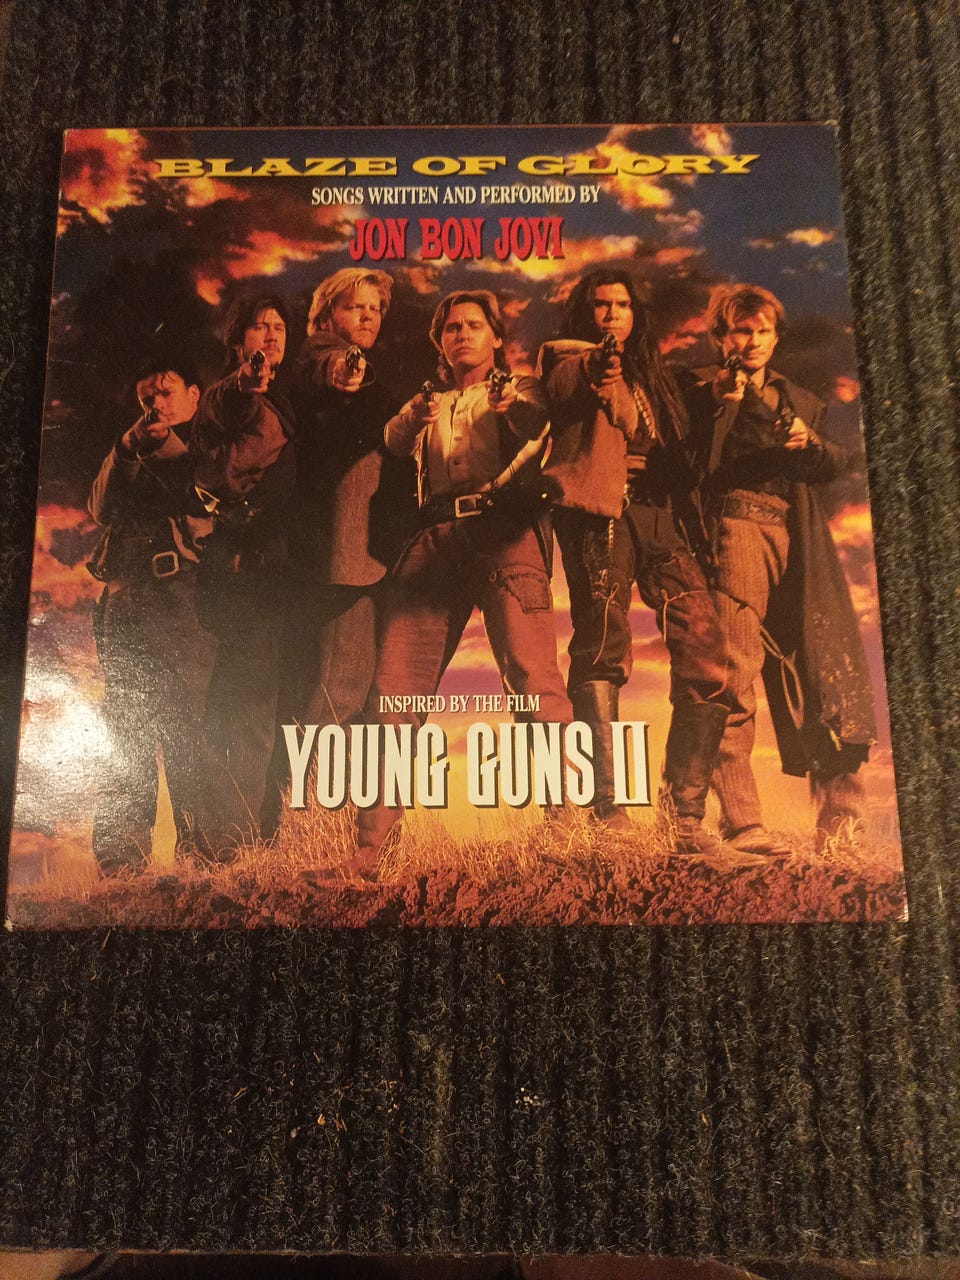 BLAZE OF GLORY
SONGS WRITTEN AND PERFORMED BY
JON BON JOVI
INSPIRED BY THE FILM
YOUNG GUNS II